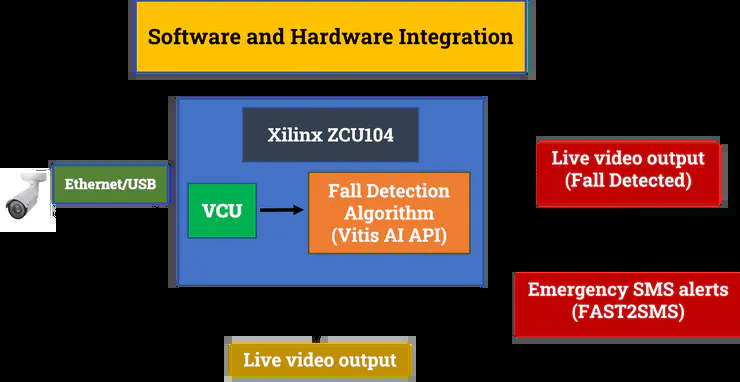 Software and Hardware Integration
Xilinx ZCU104
Ethernet/USB
VCU
Fall Detection
Algorithm
(Vitis AI API)
Live video output
(Fall Detected)
Emergency SMS alerts
(FAST2SMS)
Live video output